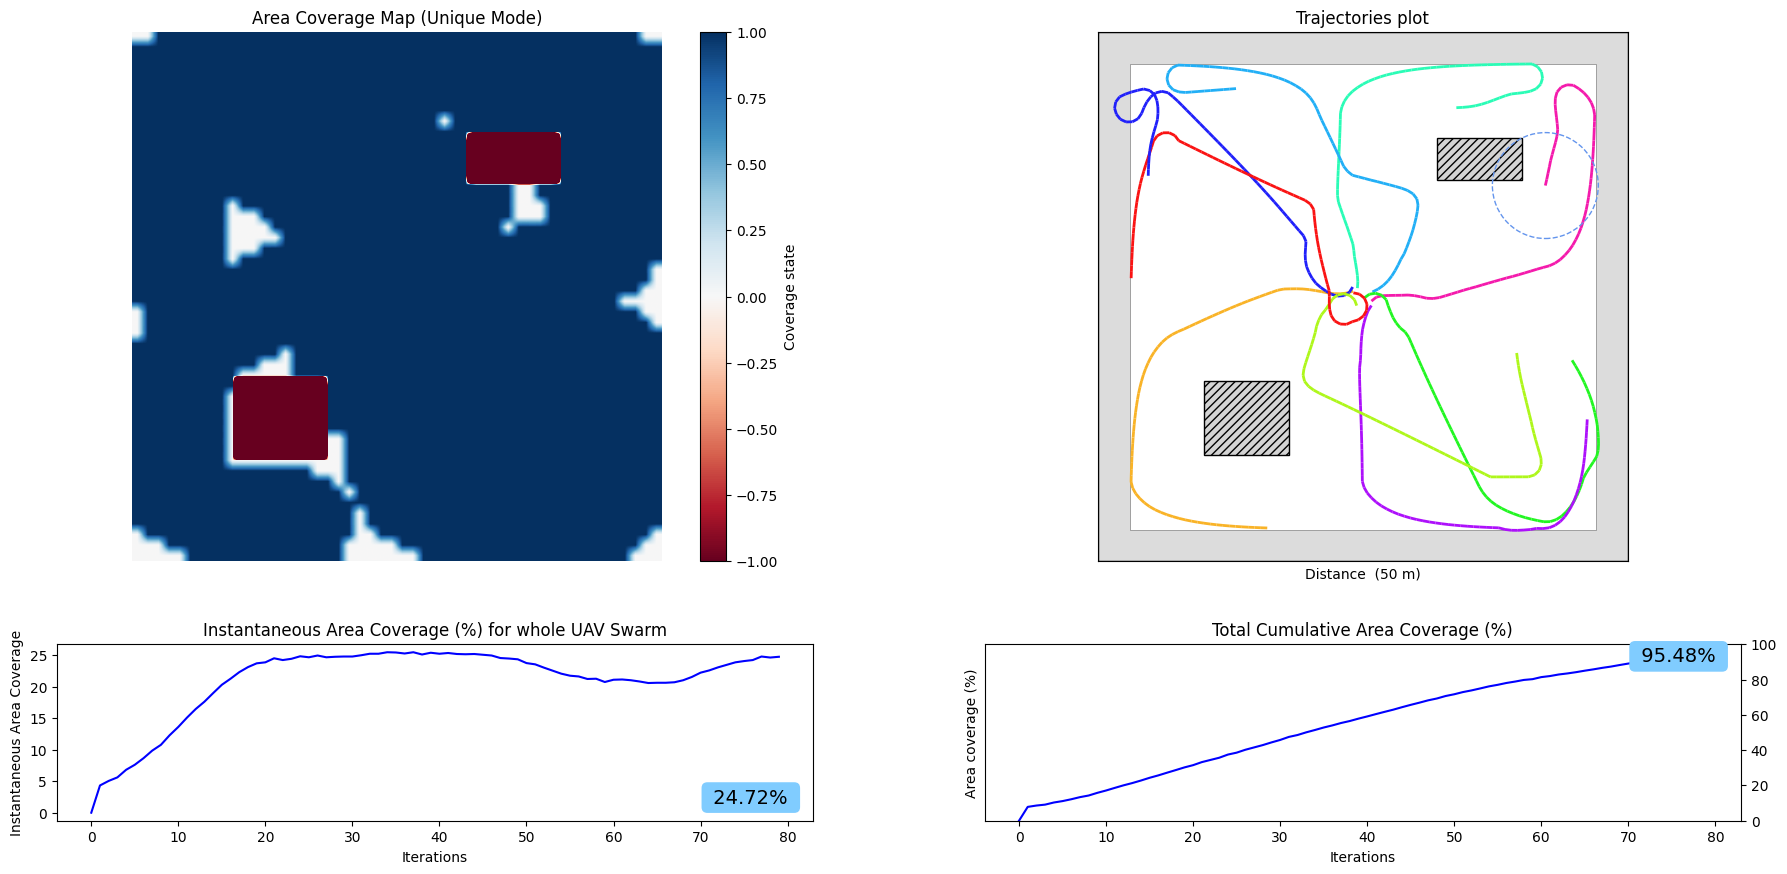 Area Coverage Map (Unique Mode)
1.00
0.75
0.50
0.25
0.00
−0.25
−0.50
−0.75
−1.00
Coverage state
Trajectories plot
Distance  (50 m)
Instantaneous Area Coverage (%) for whole UAV Swarm
Instantaneous Area Coverage
25
20
15
10
5
0
24.72%
0 10 20 30 40 50 60 70 80
Iterations
Total Cumulative Area Coverage (%)
Area coverage (%)
95.48%
100
80
60
40
20
0
0 10 20 30 40 50 60 70 80
Iterations